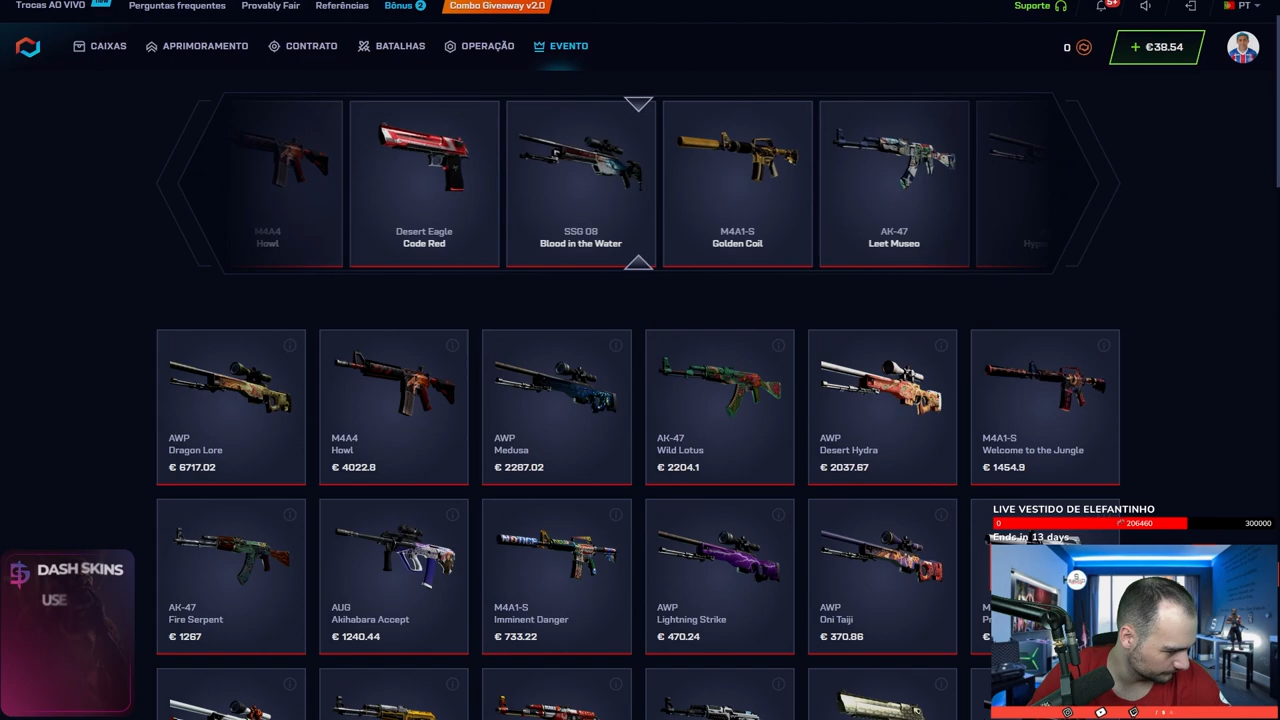 Trocas AO VIVO
Perguntas frequentes
Provably Fair
Referências
Bônus 2
Combo Giveaway v2.0
Suporte
5+
PT
CAIXAS
APRIMORAMENTO
CONTRATO
BATALHAS
OPERAÇÃO
EVENTO
0
+ €38.54
M4A4
Howl
Desert Eagle
Code Red
SSG 08
Blood in the Water
M4A1-S
Golden Coil
AK-47
Leet Museo
AWP
Dragon Lore
€ 6717.02
M4A4
Howl
€ 4022.8
AWP
Medusa
€ 2287.02
AK-47
Wild Lotus
€ 2204.1
AWP
Desert Hydra
€ 2037.67
M4A1-S
Welcome to the Jungle
€ 1454.9
AK-47
Fire Serpent
€ 1267
AUG
Akihabara Accept
€ 1240.44
M4A1-S
Imminent Danger
€ 733.22
AWP
Lightning Strike
€ 470.24
AWP
Oni Taiji
€ 370.86
LIVE VESTIDO DE ELEFANTINHO
0
206460
300000
Ends in 13 days
DASH SKINS
USE